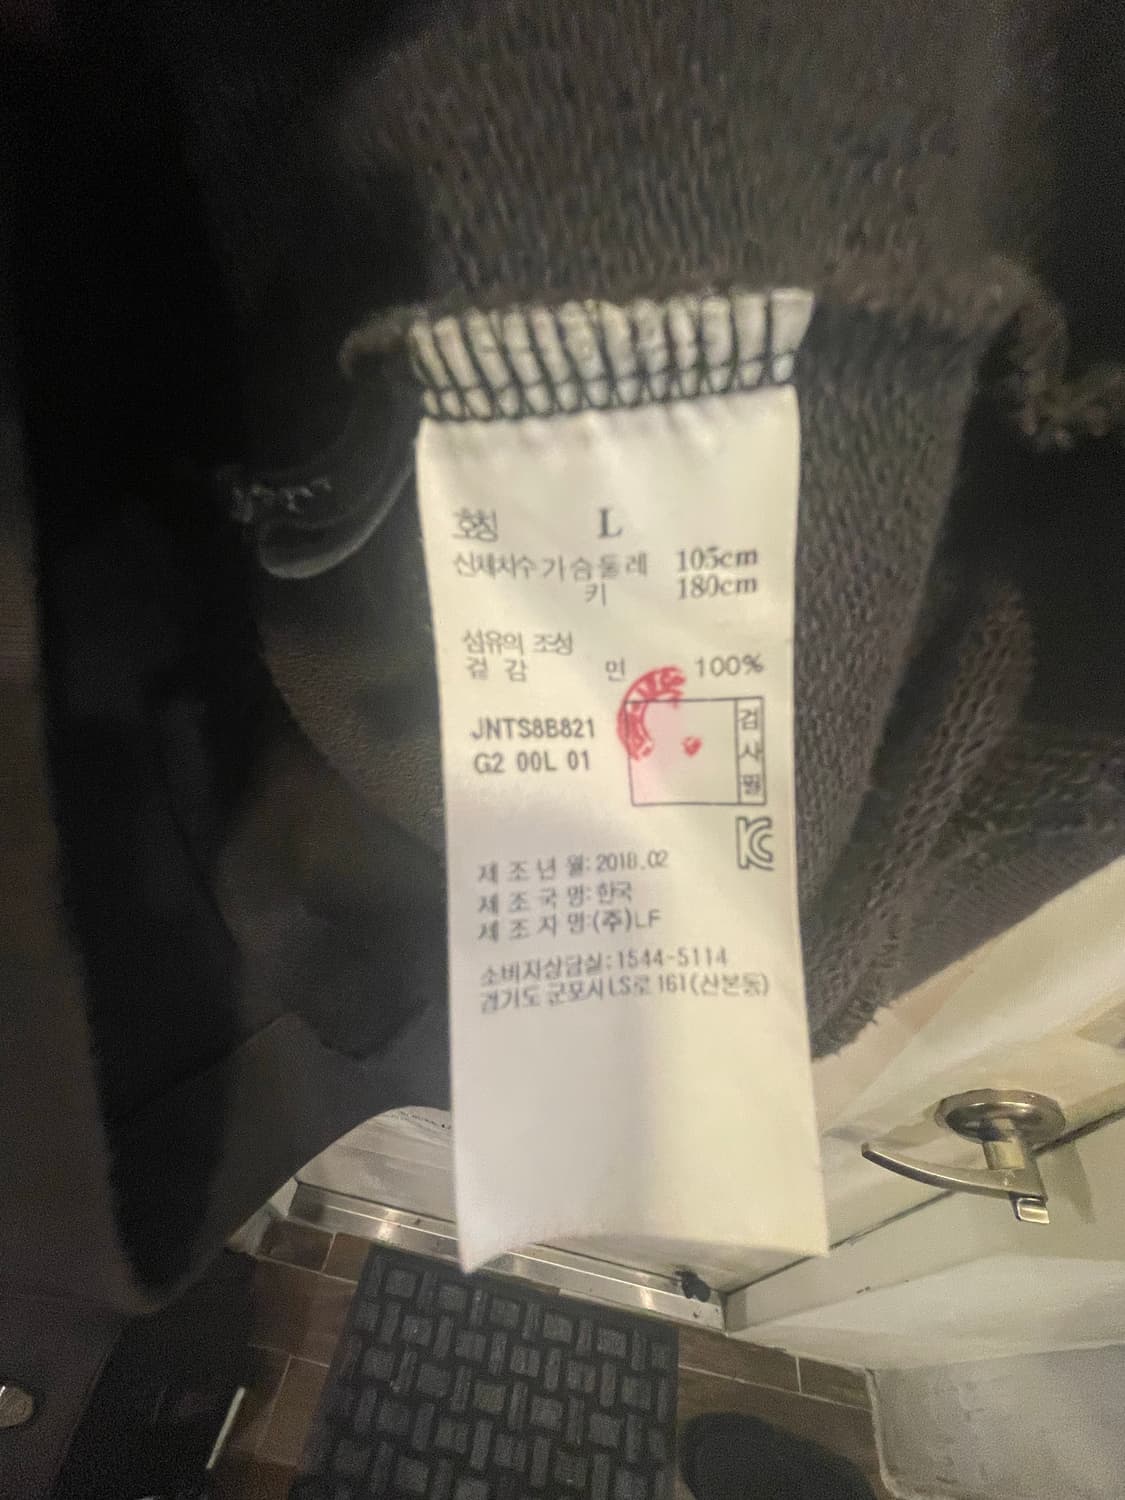 호칭 L
신체치수 가슴둘레 105cm
키 180cm
섬유의 조성
겉감 면 100%
JNTS8B821
G2 00L 01
검사필
KC
제조년월: 2018.02
제조국명: 한국
제조자명: (주)LF
소비자상담실: 1544-5114
경기도 군포시 LS로 161(산본동)